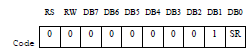 RS RW DB7 DB6 DB5 DB4 DB3 DB2 DB1 DB0
Code 0 0 0 0 0 0 0 0 1 SR